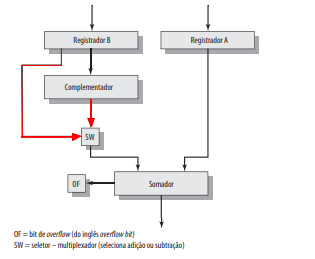 Registrador B
Registrador A
Complementador
SW
OF
Somador
OF = bit de overflow (do inglês overflow bit)
SW = seletor – multiplexador (seleciona adição ou subtração)